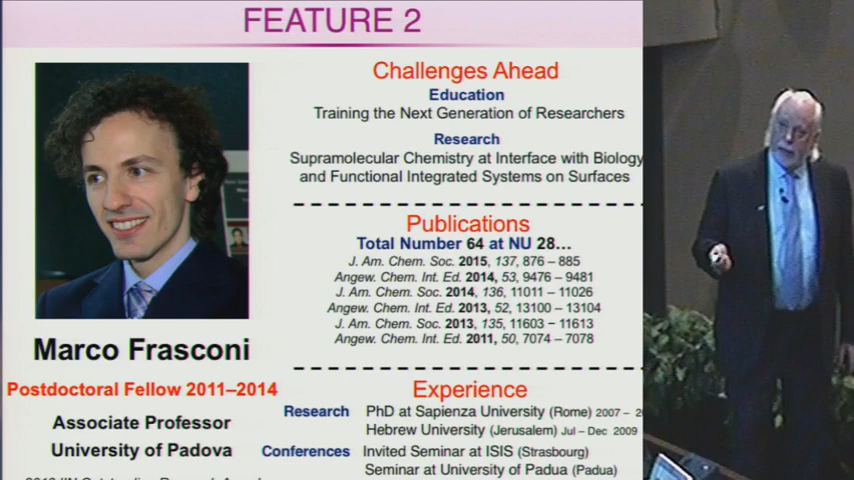 FEATURE 2
Marco Frasconi
Postdoctoral Fellow 2011–2014
Associate Professor
University of Padova
Challenges Ahead
Education
Training the Next Generation of Researchers
Research
Supramolecular Chemistry at Interface with Biology
and Functional Integrated Systems on Surfaces
Publications
Total Number 64 at NU 28…
J. Am. Chem. Soc. 2015, 137, 876 – 885
Angew. Chem. Int. Ed. 2014, 53, 9476 – 9481
J. Am. Chem. Soc. 2014, 136, 11011 – 11026
Angew. Chem. Int. Ed. 2013, 52, 13100 – 13104
J. Am. Chem. Soc. 2013, 135, 11603 – 11613
Angew. Chem. Int. Ed. 2011, 50, 7074 – 7078
Experience
Research PhD at Sapienza University (Rome) 2007 –
Hebrew University (Jerusalem) Jul – Dec 2009
Conferences Invited Seminar at ISIS (Strasbourg)
Seminar at University of Padua (Padua)